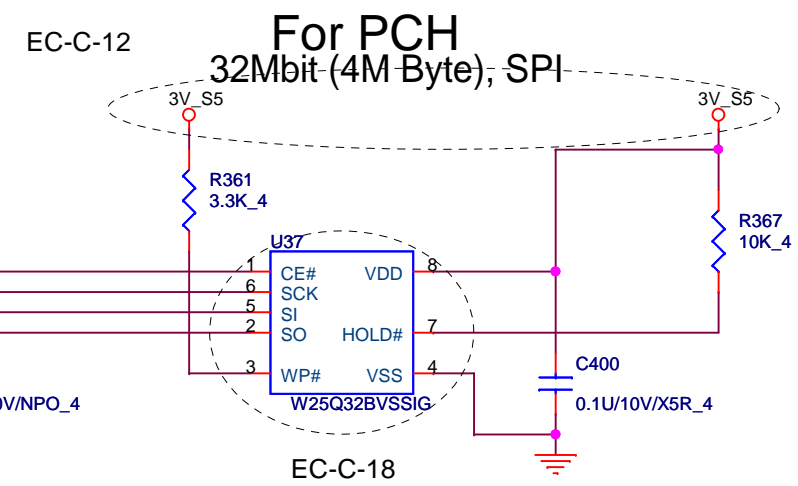 For PCH
EC-C-12
32Mbit (4M Byte), SPI
3V_S5
3V_S5
R361
3.3K_4
R367
10K_4
U37
1
CE#
VDD
8
6
SCK
5
SI
2
SO
HOLD#
7
3
WP#
VSS
4
C400
0.1U/10V/X5R_4
0V/NPO_4
W25Q32BVSSIG
EC-C-18